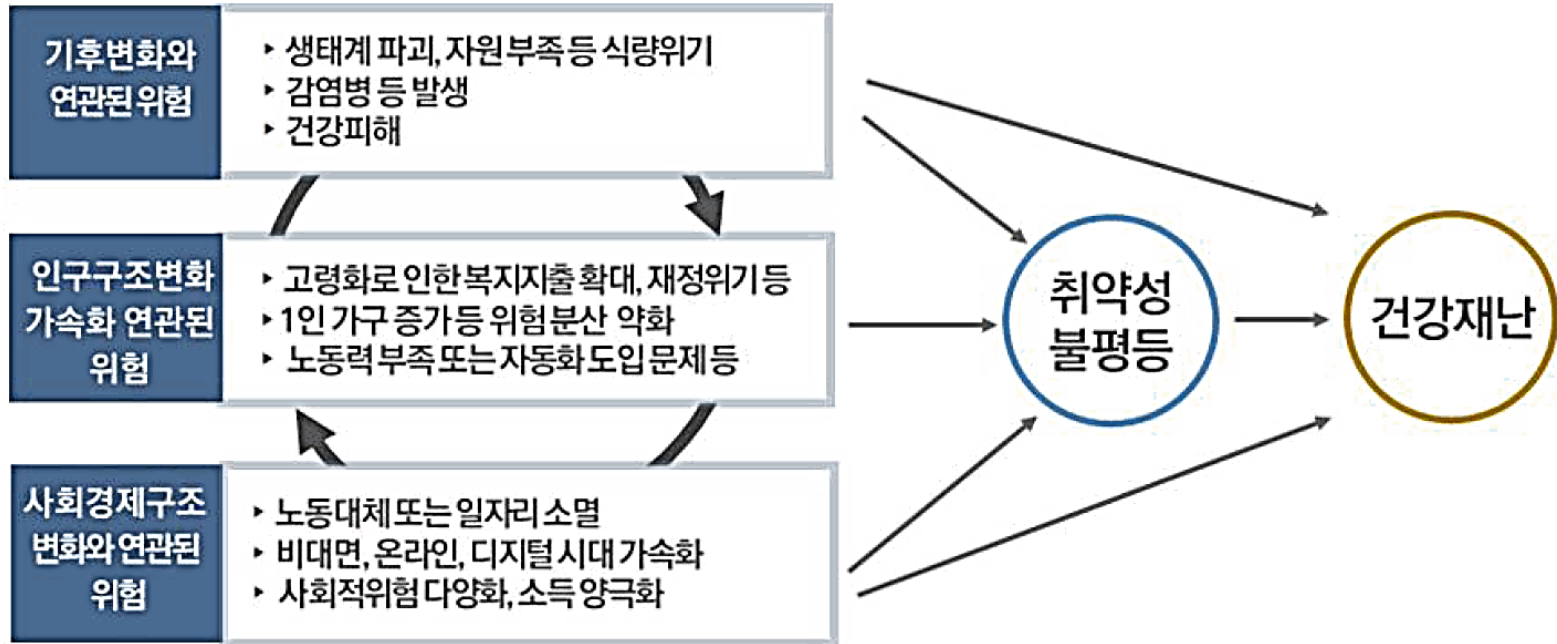 기후변화와
연관된 위험
▸ 생태계 파괴, 자원 부족 등 식량위기
▸ 감염병 등 발생
▸ 건강피해
인구구조변화
가속화 연관된
위험
▸ 고령화로 인한 복지지출 확대, 재정위기 등
▸ 1인 가구 증가 등 위험 분산 약화
▸ 노동력 부족 또는 자동화 도입 문제 등
사회경제구조
변화와 연관된
위험
▸ 노동대체 또는 일자리 소멸
▸ 비대면, 온라인, 디지털 시대 가속화
▸ 사회적위험 다양화, 소득 양극화
취약성
불평등
건강재난